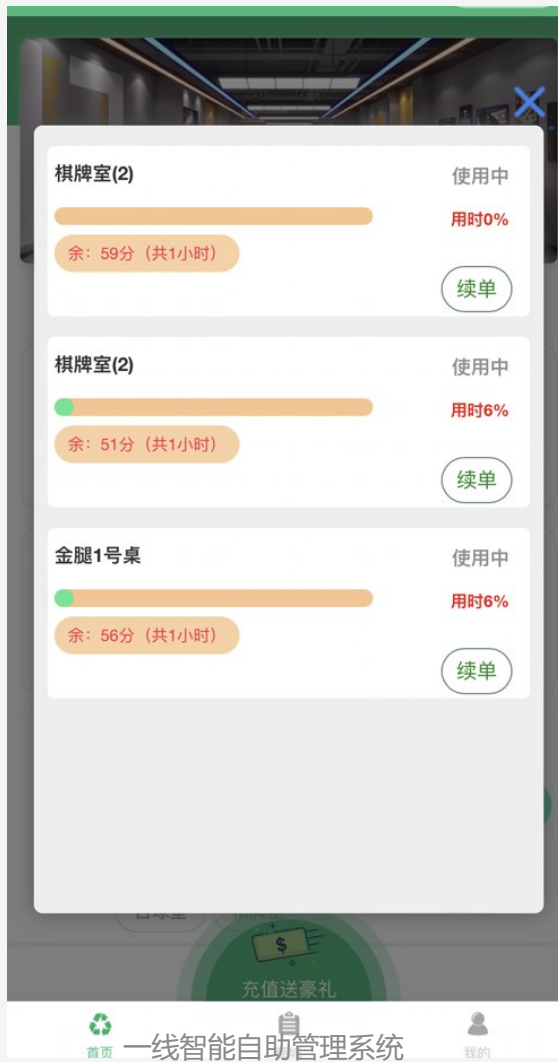 棋牌室(2)
使用中
用时0%
余：59分（共1小时）
续单
棋牌室(2)
使用中
用时6%
余：51分（共1小时）
续单
金腿1号桌
使用中
用时6%
余：56分（共1小时）
续单
$
充值送豪礼
首页
我的
一线智能自助管理系统